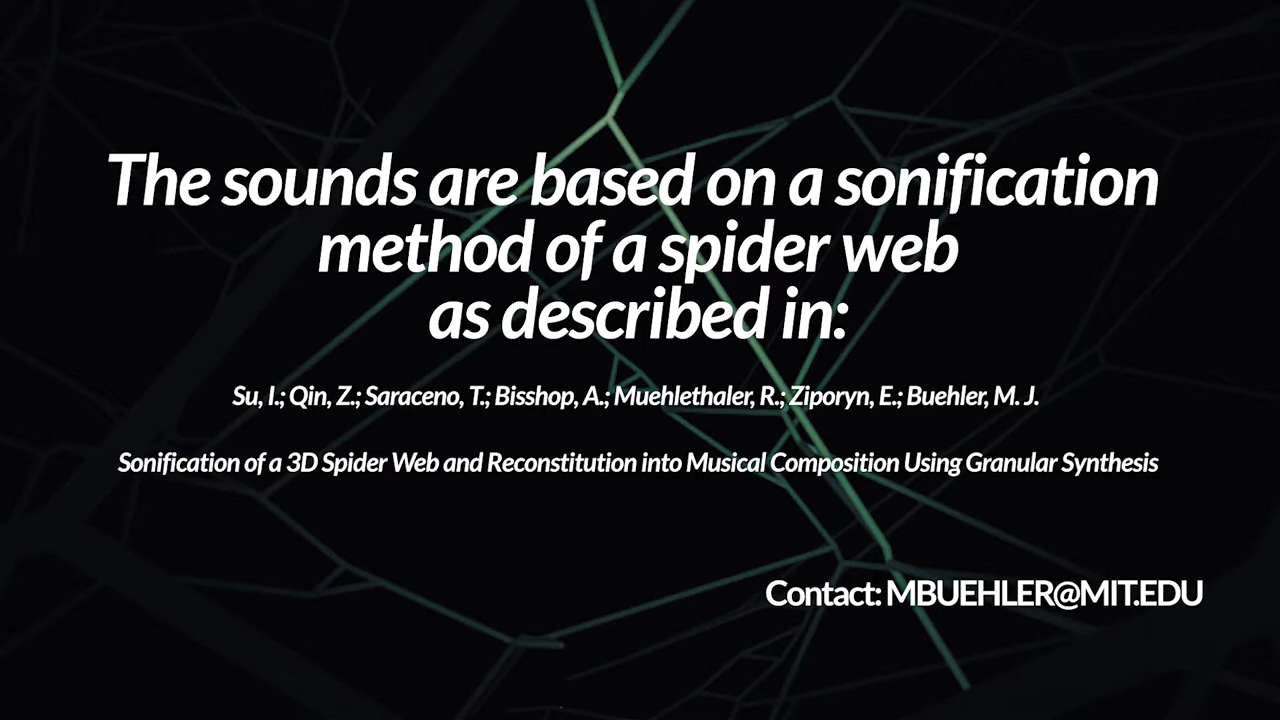 The sounds are based on a sonification
method of a spider web
as described in:
Su, I.; Qin, Z.; Saraceno, T.; Bisshop, A.; Muehlethaler, R.; Ziporyn, E.; Buehler, M. J.
Sonification of a 3D Spider Web and Reconstitution into Musical Composition Using Granular Synthesis
Contact: MBUEHLER@MIT.EDU